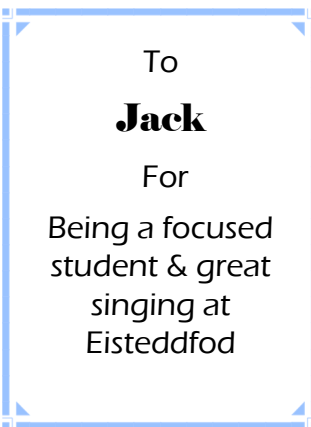 To
Jack
For
Being a focused
student & great
singing at
Eisteddfod